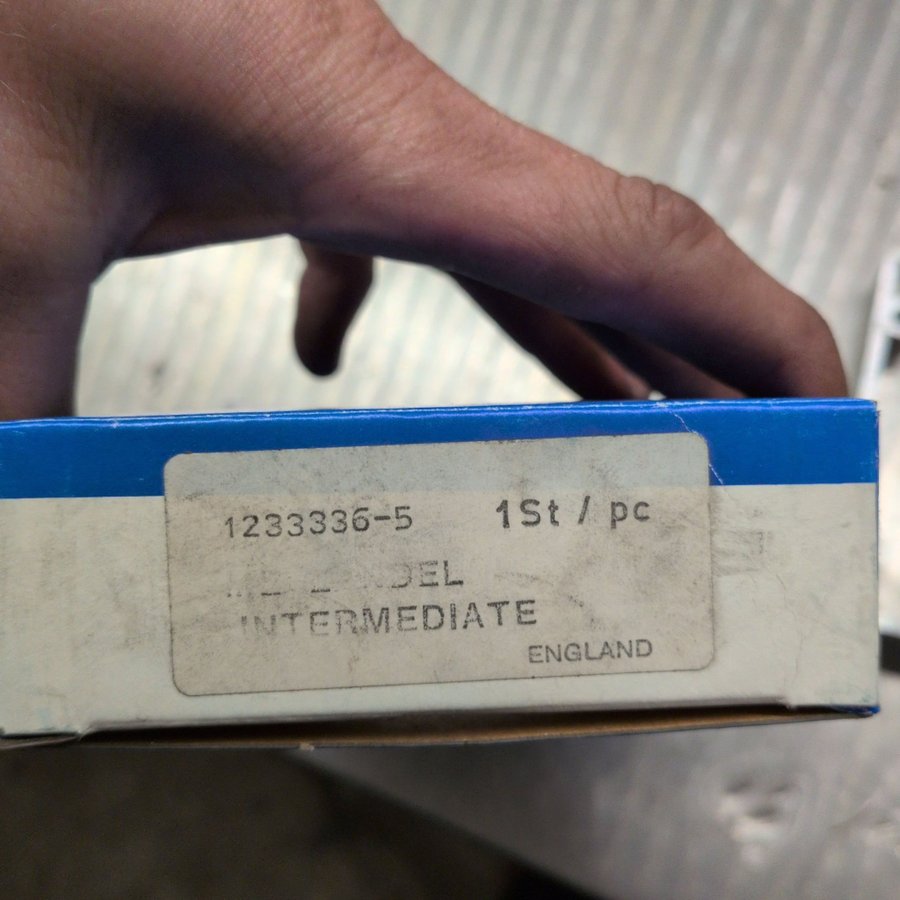 1233336-5 1St / pc
INTERMEDIATE
ENGLAND